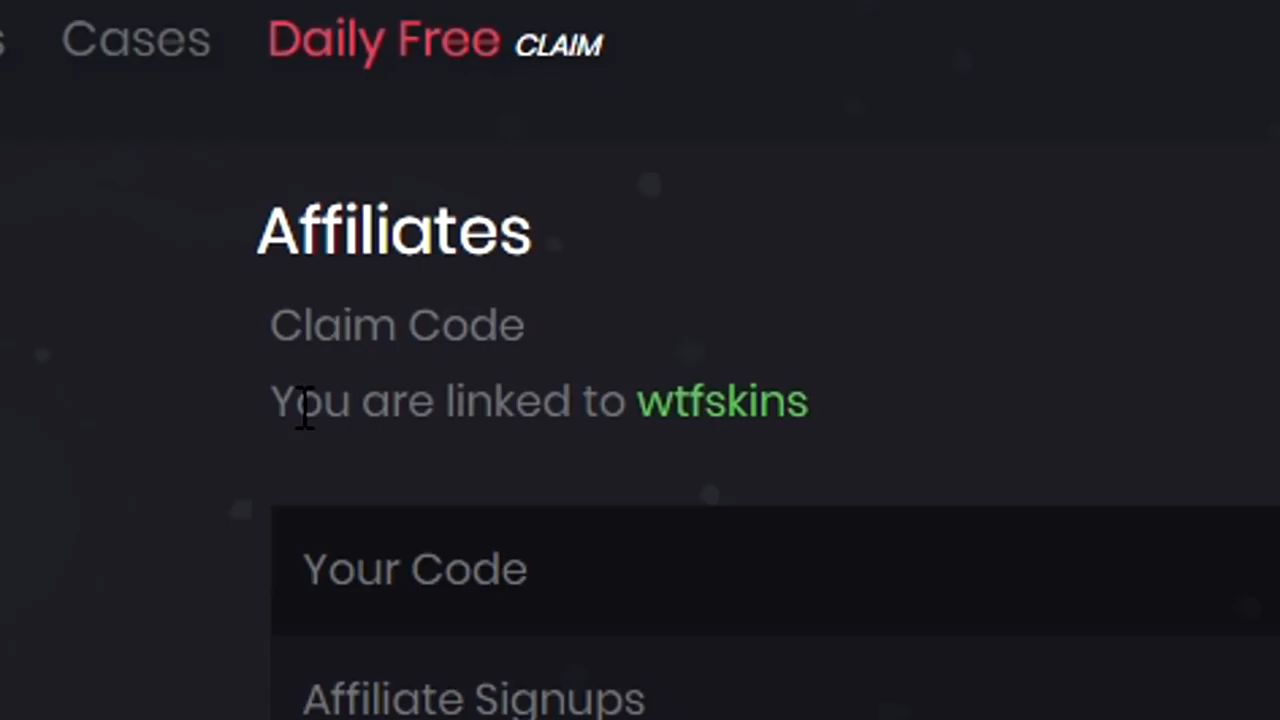 Cases Daily Free CLAIM
Affiliates
Claim Code
You are linked to wtfskins
Your Code
Affiliate Signups